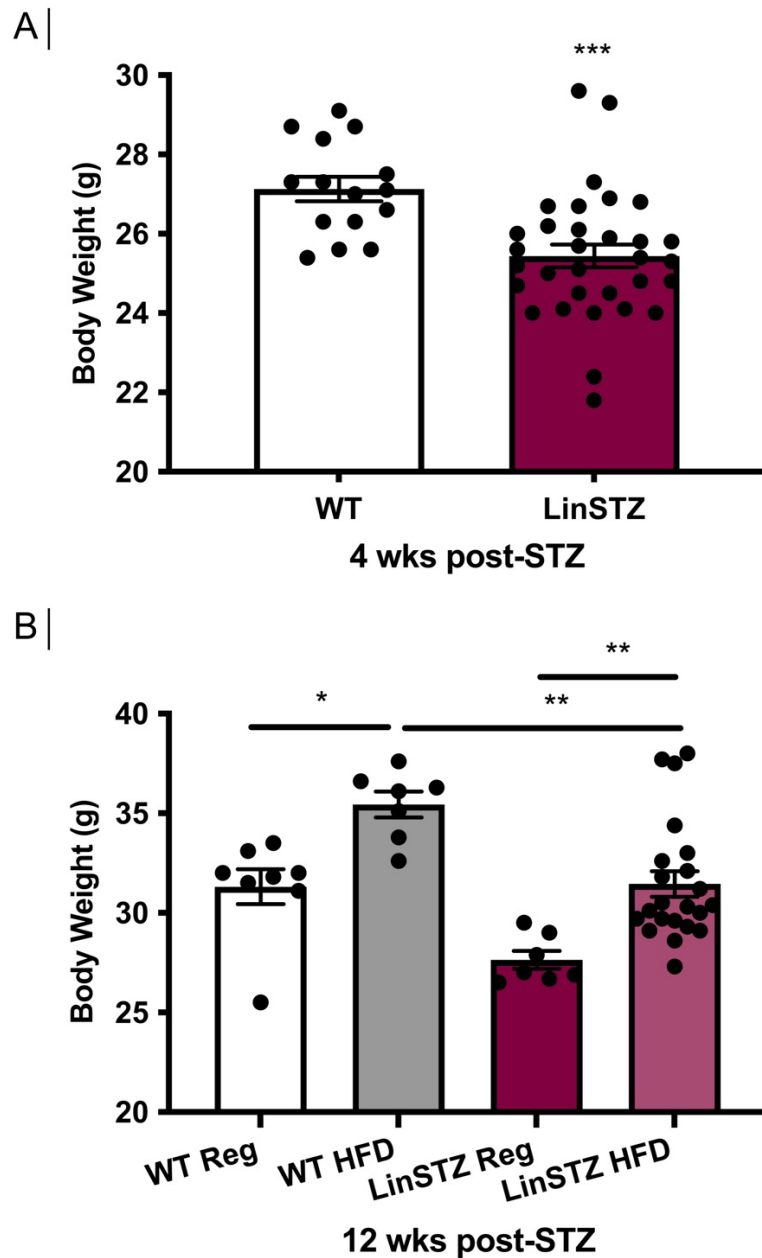 A|
***
30
28
26
24
22
20
Body Weight (g)
WT
LinSTZ
4 wks post-STZ
B|
**
*
**
40
35
30
25
20
Body Weight (g)
WT Reg
WT HFD
LinSTZ Reg
LinSTZ HFD
12 wks post-STZ